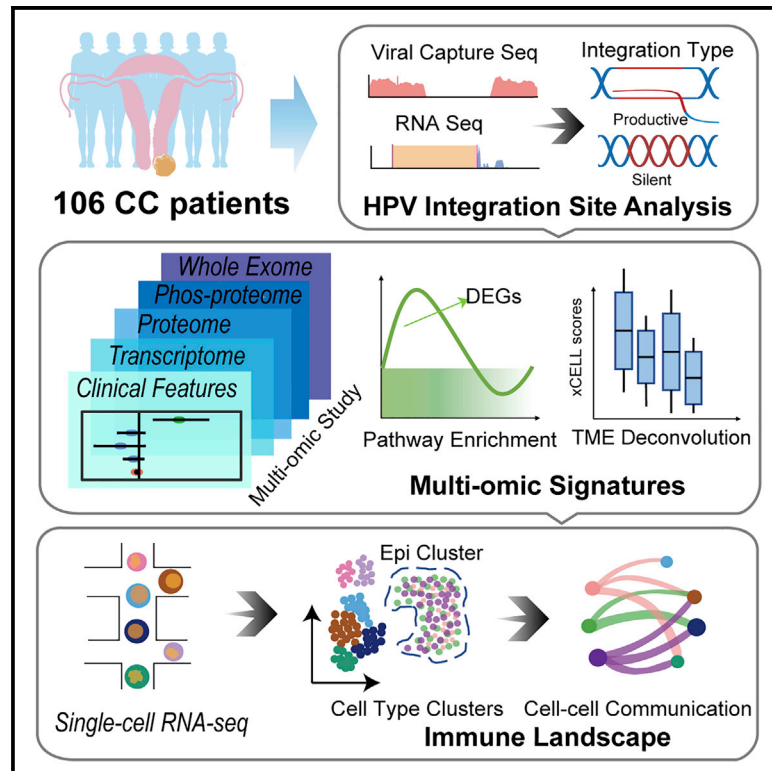 106 CC patients
Viral Capture Seq
RNA Seq
Integration Type
Productive
Silent
HPV Integration Site Analysis
Whole Exome
Phos-proteome
Proteome
Transcriptome
Clinical Features
Multi-omic Study
DEGs
Pathway Enrichment
xCELL scores
TME Deconvolution
Multi-omic Signatures
Single-cell RNA-seq
Epi Cluster
Cell Type Clusters
Cell-cell Communication
Immune Landscape